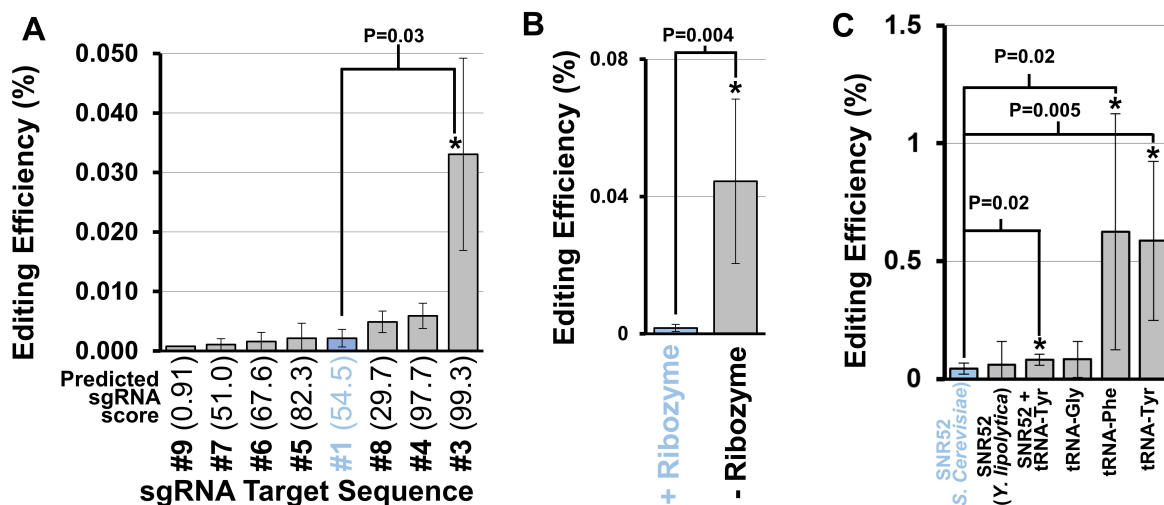 A
Editing Efficiency (%)
0.050
0.040
0.030
0.020
0.010
0.000
P=0.03
*
Predicted
sgRNA
score
#9 (0.91)
#7 (51.0)
#6 (67.6)
#5 (82.3)
#1 (54.5)
#8 (29.7)
#4 (97.7)
#3 (99.3)
sgRNA Target Sequence
B
Editing Efficiency (%)
0.08
0.04
0
P=0.004
*
+ Ribozyme
- Ribozyme
C
Editing Efficiency (%)
1.5
1
0.5
0
P=0.02
*
P=0.005
*
P=0.02
*
SNR52
S. Cerevisiae)
SNR52
(Y. lipolytica)
SNR52 +
tRNA-Tyr
tRNA-Gly
tRNA-Phe
tRNA-Tyr